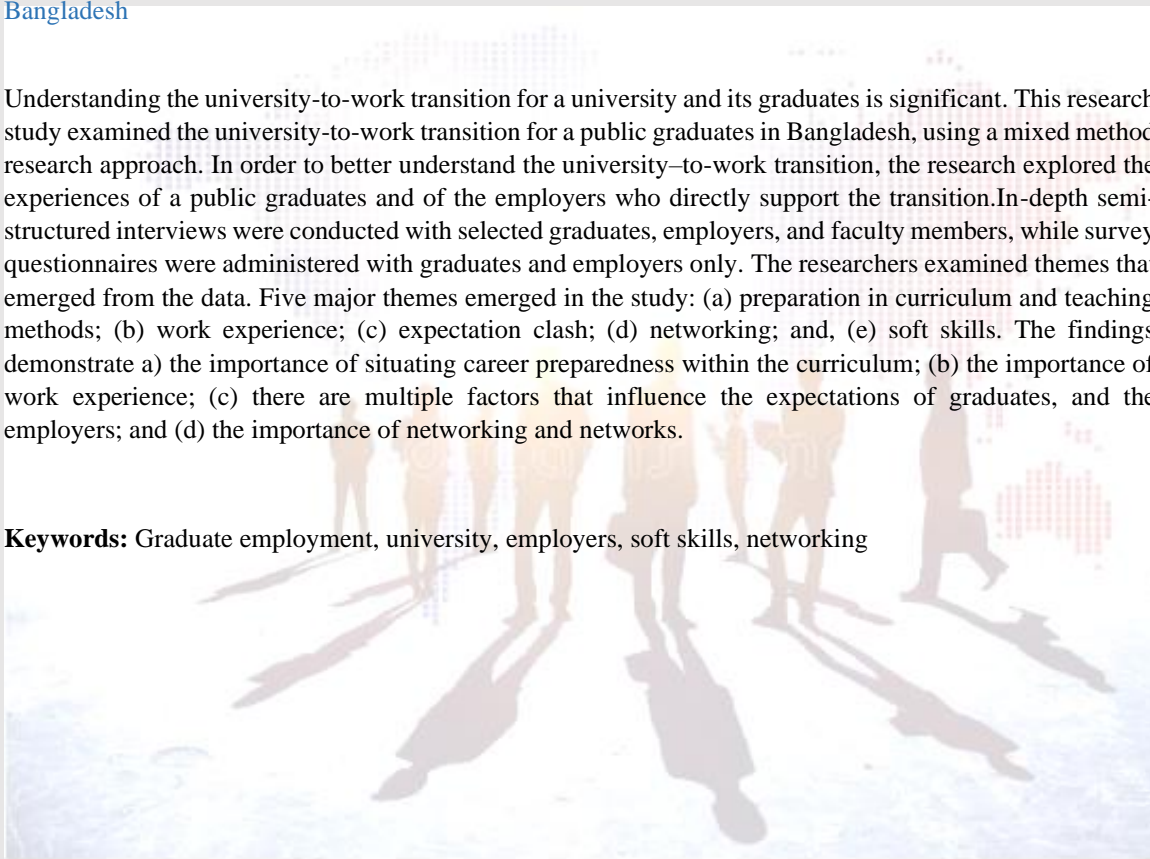 Bangladesh
Understanding the university-to-work transition for a university and its graduates is significant. This research
study examined the university-to-work transition for a public graduates in Bangladesh, using a mixed method
research approach. In order to better understand the university–to-work transition, the research explored the
experiences of a public graduates and of the employers who directly support the transition.In-depth semi-
structured interviews were conducted with selected graduates, employers, and faculty members, while survey
questionnaires were administered with graduates and employers only. The researchers examined themes that
emerged from the data. Five major themes emerged in the study: (a) preparation in curriculum and teaching
methods; (b) work experience; (c) expectation clash; (d) networking; and, (e) soft skills. The findings
demonstrate a) the importance of situating career preparedness within the curriculum; (b) the importance of
work experience; (c) there are multiple factors that influence the expectations of graduates, and the
employers; and (d) the importance of networking and networks.
Keywords: Graduate employment, university, employers, soft skills, networking